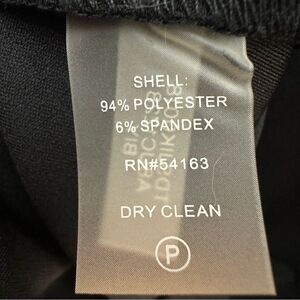 SHELL:
94% POLYESTER
6% SPANDEX
RN#54163
DRY CLEAN
P